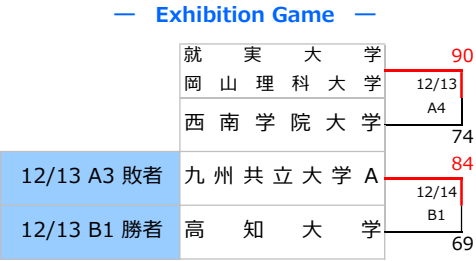 ― Exhibition Game ―
就実大学 90
岡山理科大学 12/13
A4
西南学院大学
74
84
12/13 A3 敗者 九州共立大学A
12/14
B1
12/13 B1 勝者 高知大学
69